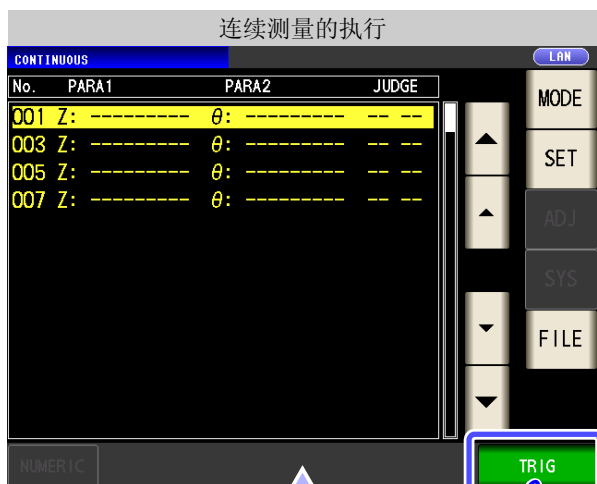 连续测量的执行
CONTINUOUS
LAN
No. PARA1 PARA2 JUDGE
001 Z: --------- θ: --------- -- --
003 Z: --------- θ: --------- -- --
005 Z: --------- θ: --------- -- --
007 Z: --------- θ: --------- -- --
MODE
SET
ADJ
SYS
FILE
NUMERIC
TRIG